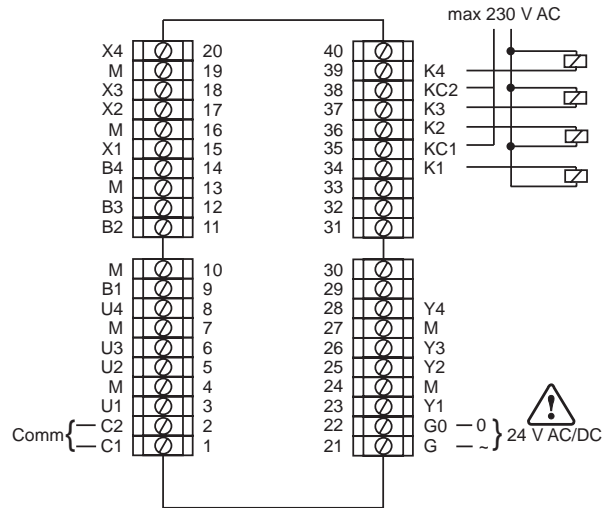 max 230 V AC
X4 20 40
M 19 39 K4
X3 18 38 KC2
X2 17 37 K3
M 16 36 K2
X1 15 35 KC1
B4 14 34 K1
M 13 33
B3 12 32
B2 11 31
M 10 30
B1 9 29
U4 8 28 Y4
M 7 27 M
U3 6 26 Y3
U2 5 25 Y2
M 4 24 M
U1 3 23 Y1
C2 2 22 G0 0
Comm { 24 V AC/DC
C1 1 21 G ~